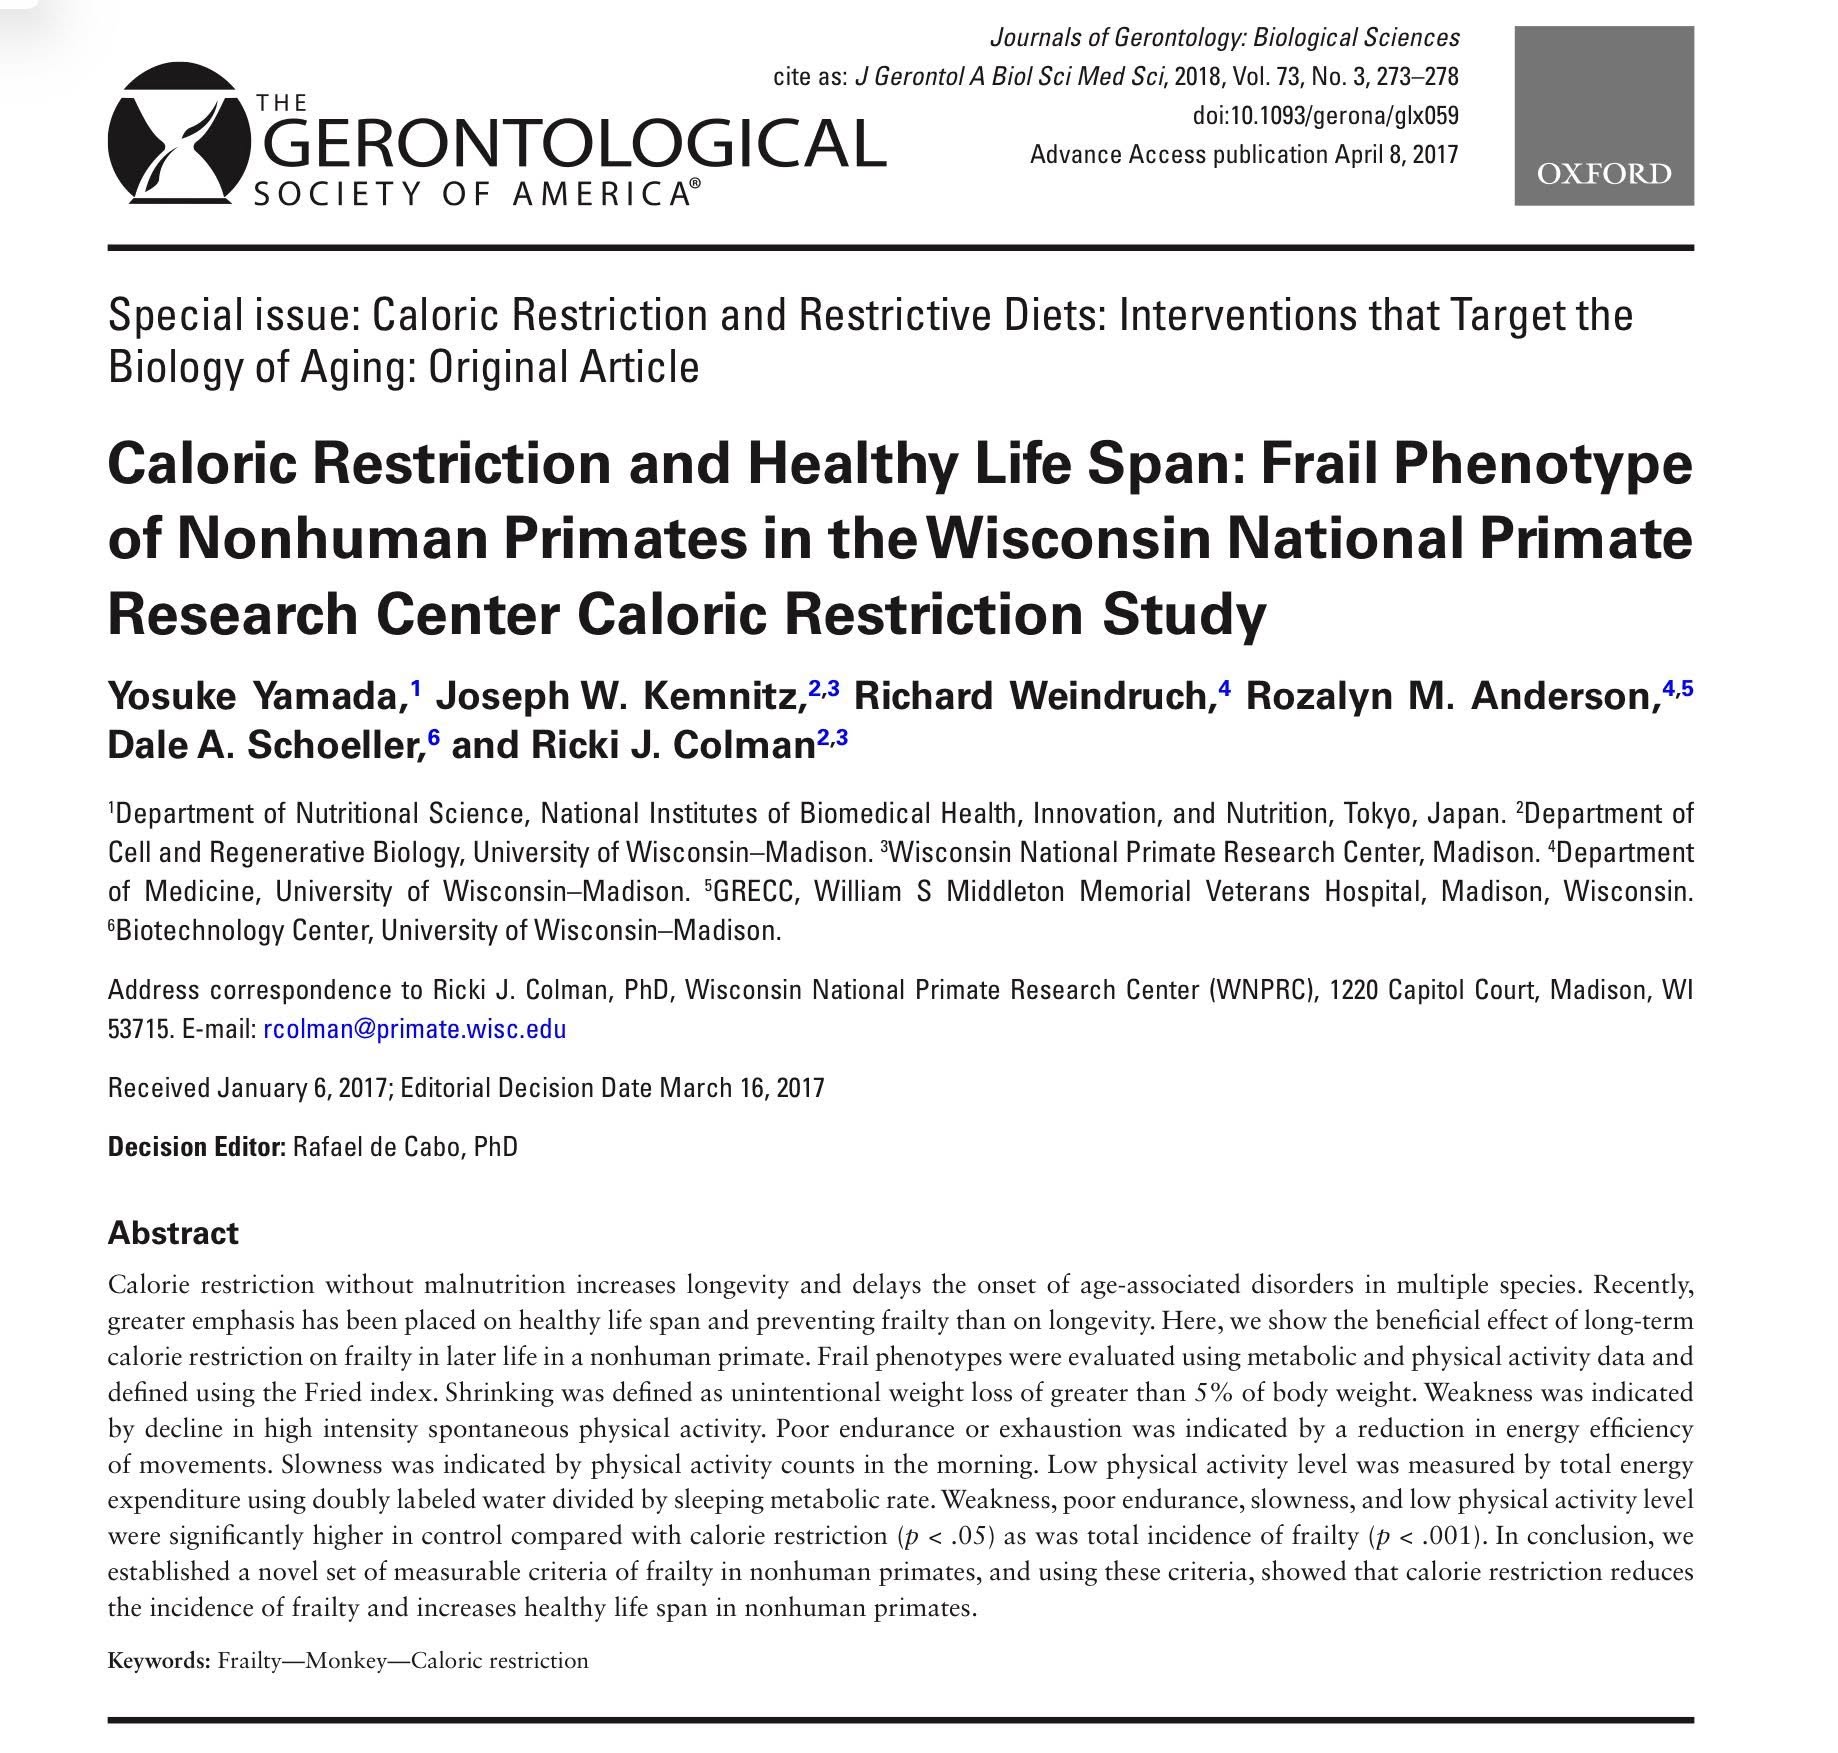 Journals of Gerontology: Biological Sciences
cite as: J Gerontol A Biol Sci Med Sci, 2018, Vol. 73, No. 3, 273–278
doi:10.1093/gerona/glx059
Advance Access publication April 8, 2017
THE
GERONTOLOGICAL
SOCIETY OF AMERICA®
OXFORD
Special issue: Caloric Restriction and Restrictive Diets: Interventions that Target the
Biology of Aging: Original Article
Caloric Restriction and Healthy Life Span: Frail Phenotype
of Nonhuman Primates in the Wisconsin National Primate
Research Center Caloric Restriction Study
Yosuke Yamada,1 Joseph W. Kemnitz,2,3 Richard Weindruch,4 Rozalyn M. Anderson,4,5
Dale A. Schoeller,6 and Ricki J. Colman2,3
1Department of Nutritional Science, National Institutes of Biomedical Health, Innovation, and Nutrition, Tokyo, Japan. 2Department of
Cell and Regenerative Biology, University of Wisconsin–Madison. 3Wisconsin National Primate Research Center, Madison. 4Department
of Medicine, University of Wisconsin–Madison. 5GRECC, William S Middleton Memorial Veterans Hospital, Madison, Wisconsin.
6Biotechnology Center, University of Wisconsin–Madison.
Address correspondence to Ricki J. Colman, PhD, Wisconsin National Primate Research Center (WNPRC), 1220 Capitol Court, Madison, WI
53715. E-mail: rcolman@primate.wisc.edu
Received January 6, 2017; Editorial Decision Date March 16, 2017
Decision Editor: Rafael de Cabo, PhD
Abstract
Calorie restriction without malnutrition increases longevity and delays the onset of age-associated disorders in multiple species. Recently,
greater emphasis has been placed on healthy life span and preventing frailty than on longevity. Here, we show the beneficial effect of long-term
calorie restriction on frailty in later life in a nonhuman primate. Frail phenotypes were evaluated using metabolic and physical activity data and
defined using the Fried index. Shrinking was defined as unintentional weight loss of greater than 5% of body weight. Weakness was indicated
by decline in high intensity spontaneous physical activity. Poor endurance or exhaustion was indicated by a reduction in energy efficiency
of movements. Slowness was indicated by physical activity counts in the morning. Low physical activity level was measured by total energy
expenditure using doubly labeled water divided by sleeping metabolic rate. Weakness, poor endurance, slowness, and low physical activity level
were significantly higher in control compared with calorie restriction (p < .05) as was total incidence of frailty (p < .001). In conclusion, we
established a novel set of measurable criteria of frailty in nonhuman primates, and using these criteria, showed that calorie restriction reduces
the incidence of frailty and increases healthy life span in nonhuman primates.
Keywords: Frailty—Monkey—Caloric restriction